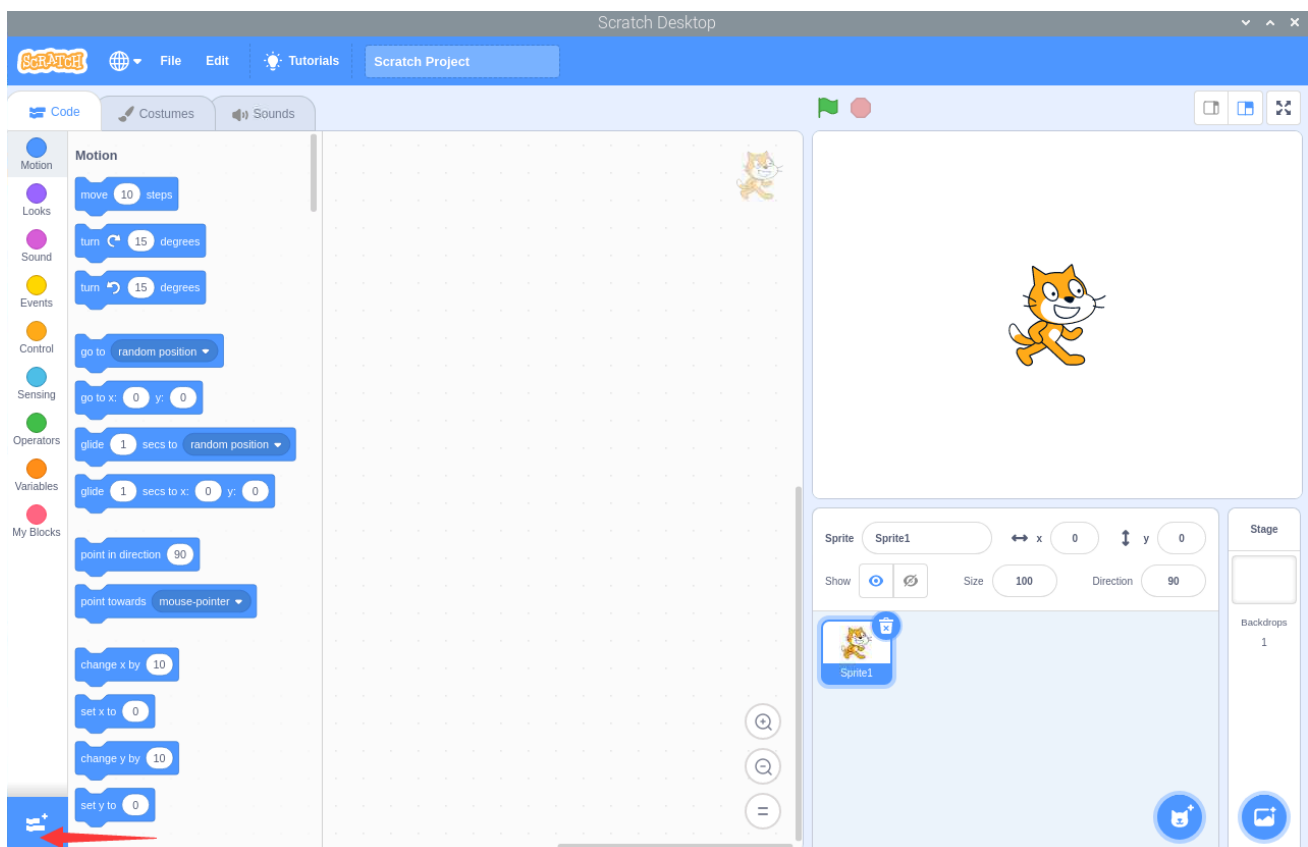 Scratch Desktop
SCRATCH File Edit Tutorials Scratch Project
Code Costumes Sounds
Motion
Looks
Sound
Events
Control
Sensing
Operators
Variables
My Blocks
Motion
move 10 steps
turn 15 degrees
turn 15 degrees
go to random position
go to x: 0 y: 0
glide 1 secs to random position
glide 1 secs to x: 0 y: 0
point in direction 90
point towards mouse-pointer
change x by 10
set x to 0
change y by 10
set y to 0
Sprite Sprite1 x 0 y 0
Show Size 100 Direction 90
Sprite1
Stage
Backdrops
1